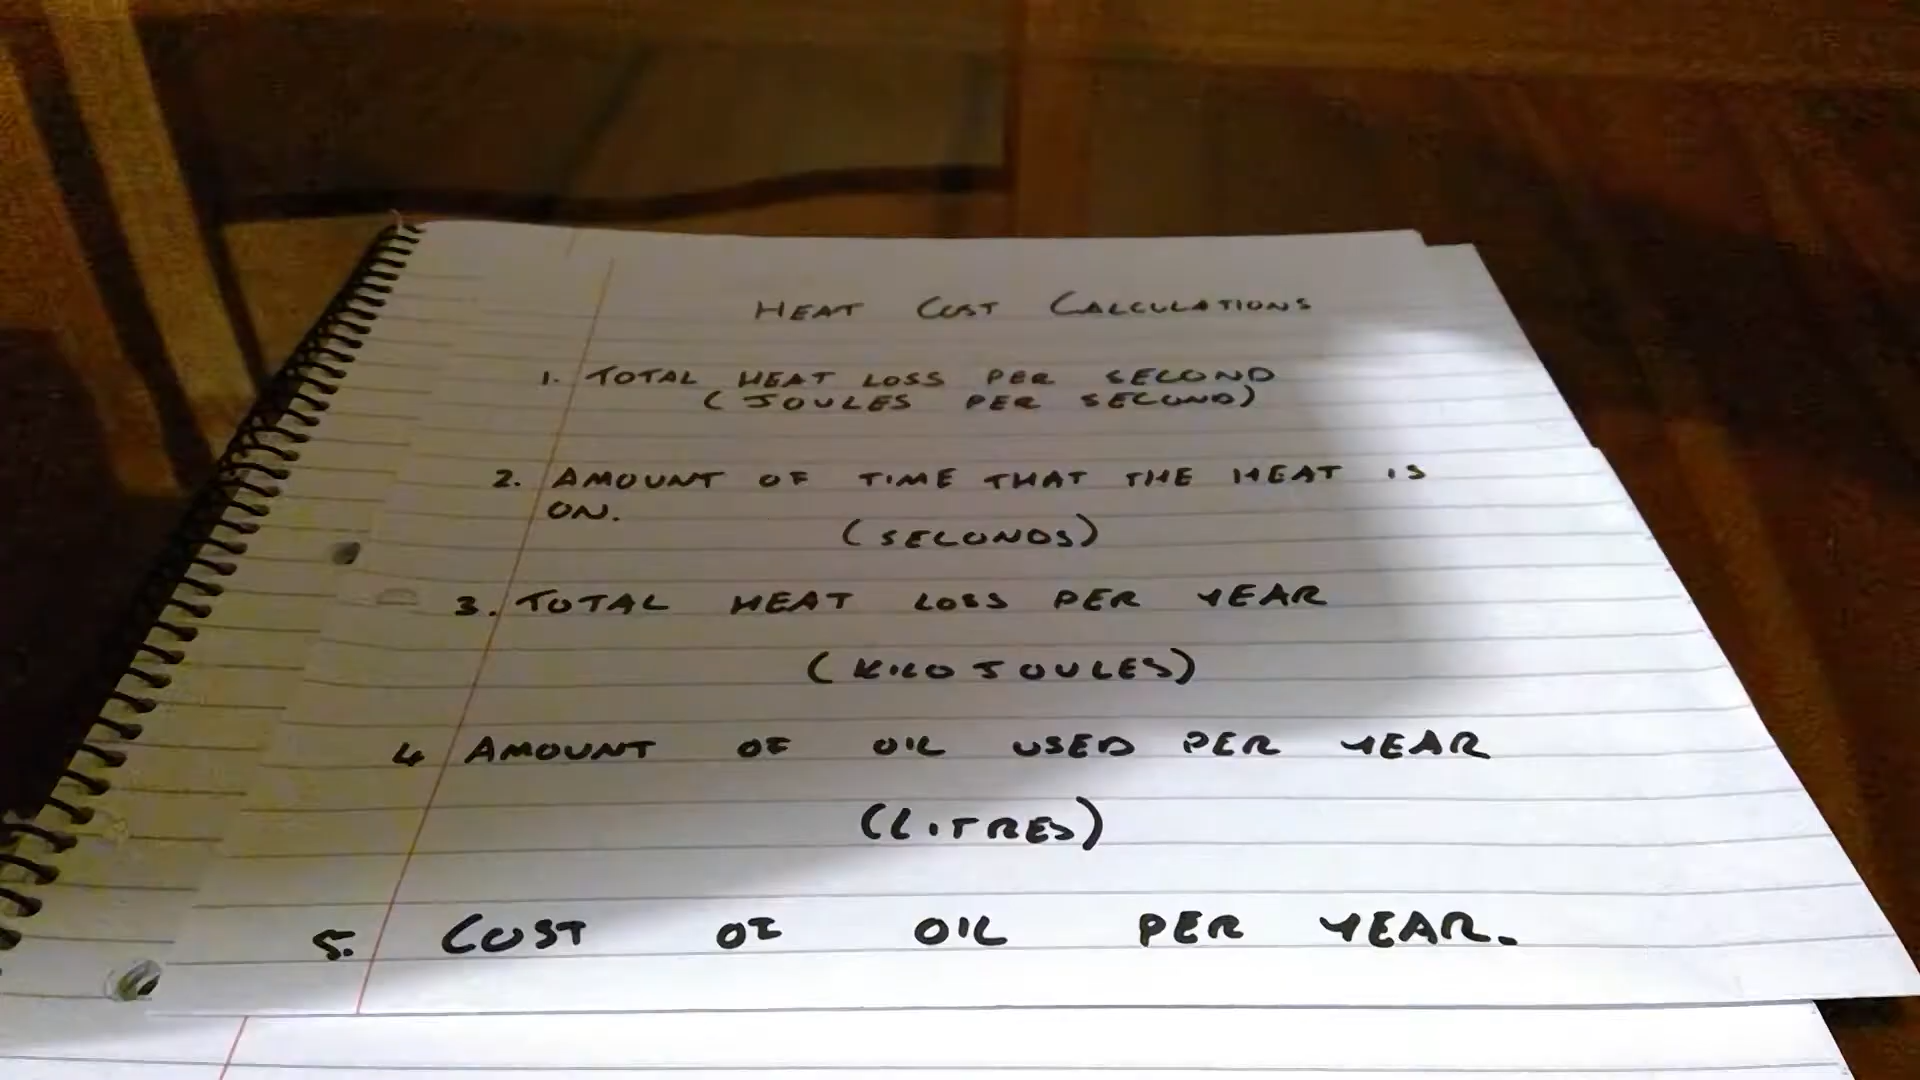 HEAT COST CALCULATIONS
1. TOTAL HEAT LOSS PER SECOND
(JOULES PER SECOND)
2. AMOUNT OF TIME THAT THE HEAT IS
ON.
(SECONDS)
3. TOTAL HEAT LOSS PER YEAR
(KILOJOULES)
4 AMOUNT OF OIL USED PER YEAR
(LITRES)
5. COST OF OIL PER YEAR.